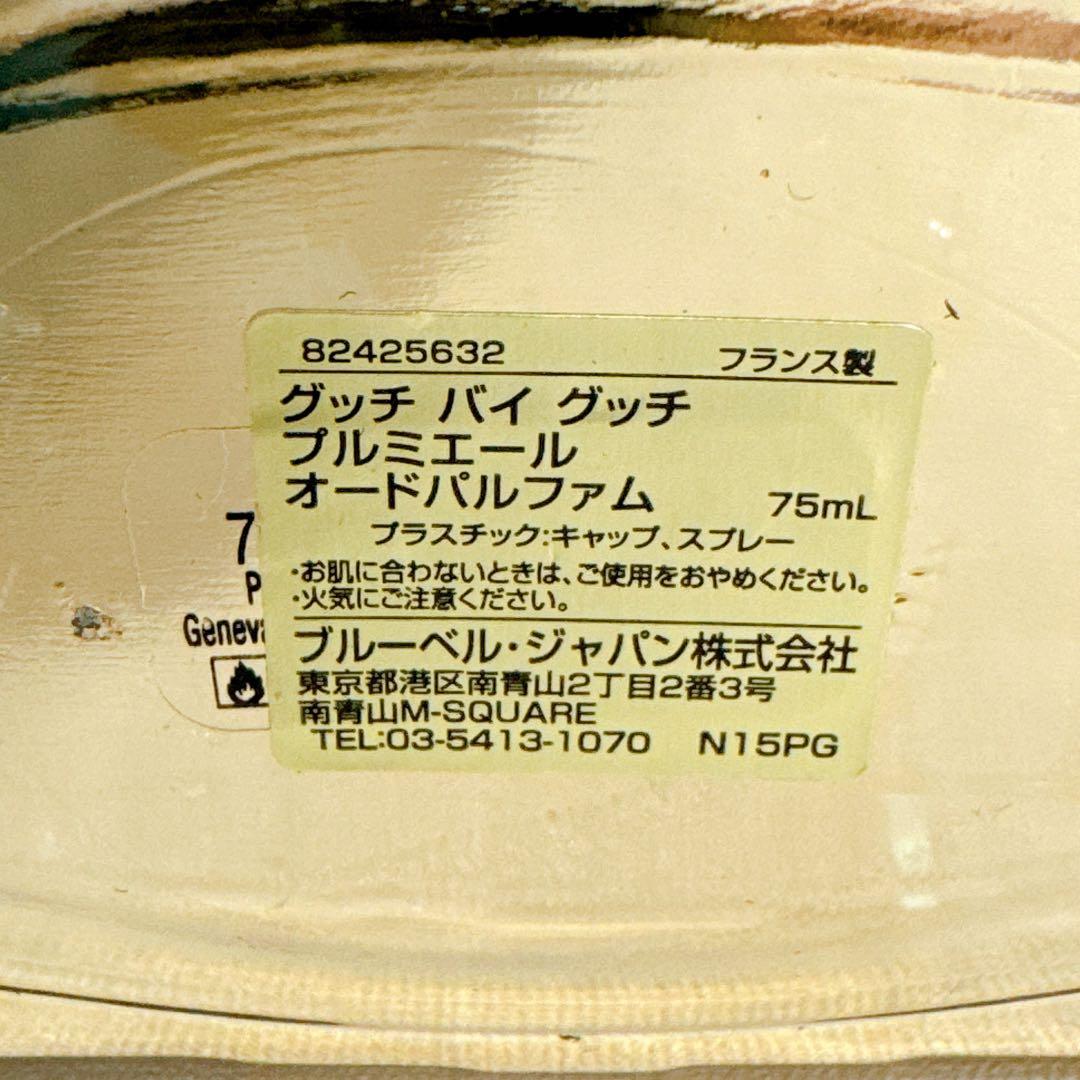 82425632 フランス製
グッチ バイ グッチ
プルミエール
オードパルファム 75mL
プラスチック:キャップ、スプレー
・お肌に合わないときは、ご使用をおやめください。
・火気にご注意ください。
ブルーベル・ジャパン株式会社
東京都港区南青山2丁目2番3号
南青山M-SQUARE
TEL:03-5413-1070 N15PG
7
P
Geneva